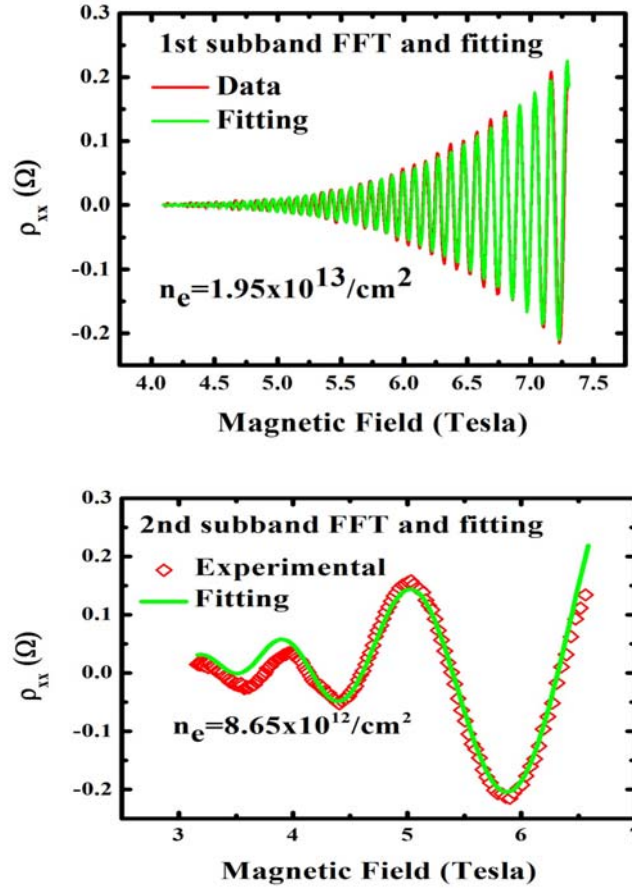 0.3
1st subband FFT and fitting
0.2
Data
Fitting
0.1
0.0
ρxx (Ω)
-0.1
ne=1.95x10^13/cm^2
-0.2
4.0 4.5 5.0 5.5 6.0 6.5 7.0 7.5
Magnetic Field (Tesla)
0.3
2nd subband FFT and fitting
0.2
Experimental
Fitting
0.1
ρxx (Ω)
0.0
ne=8.65x10^12/cm^2
-0.1
-0.2
3 4 5 6 7
Magnetic Field (Tesla)